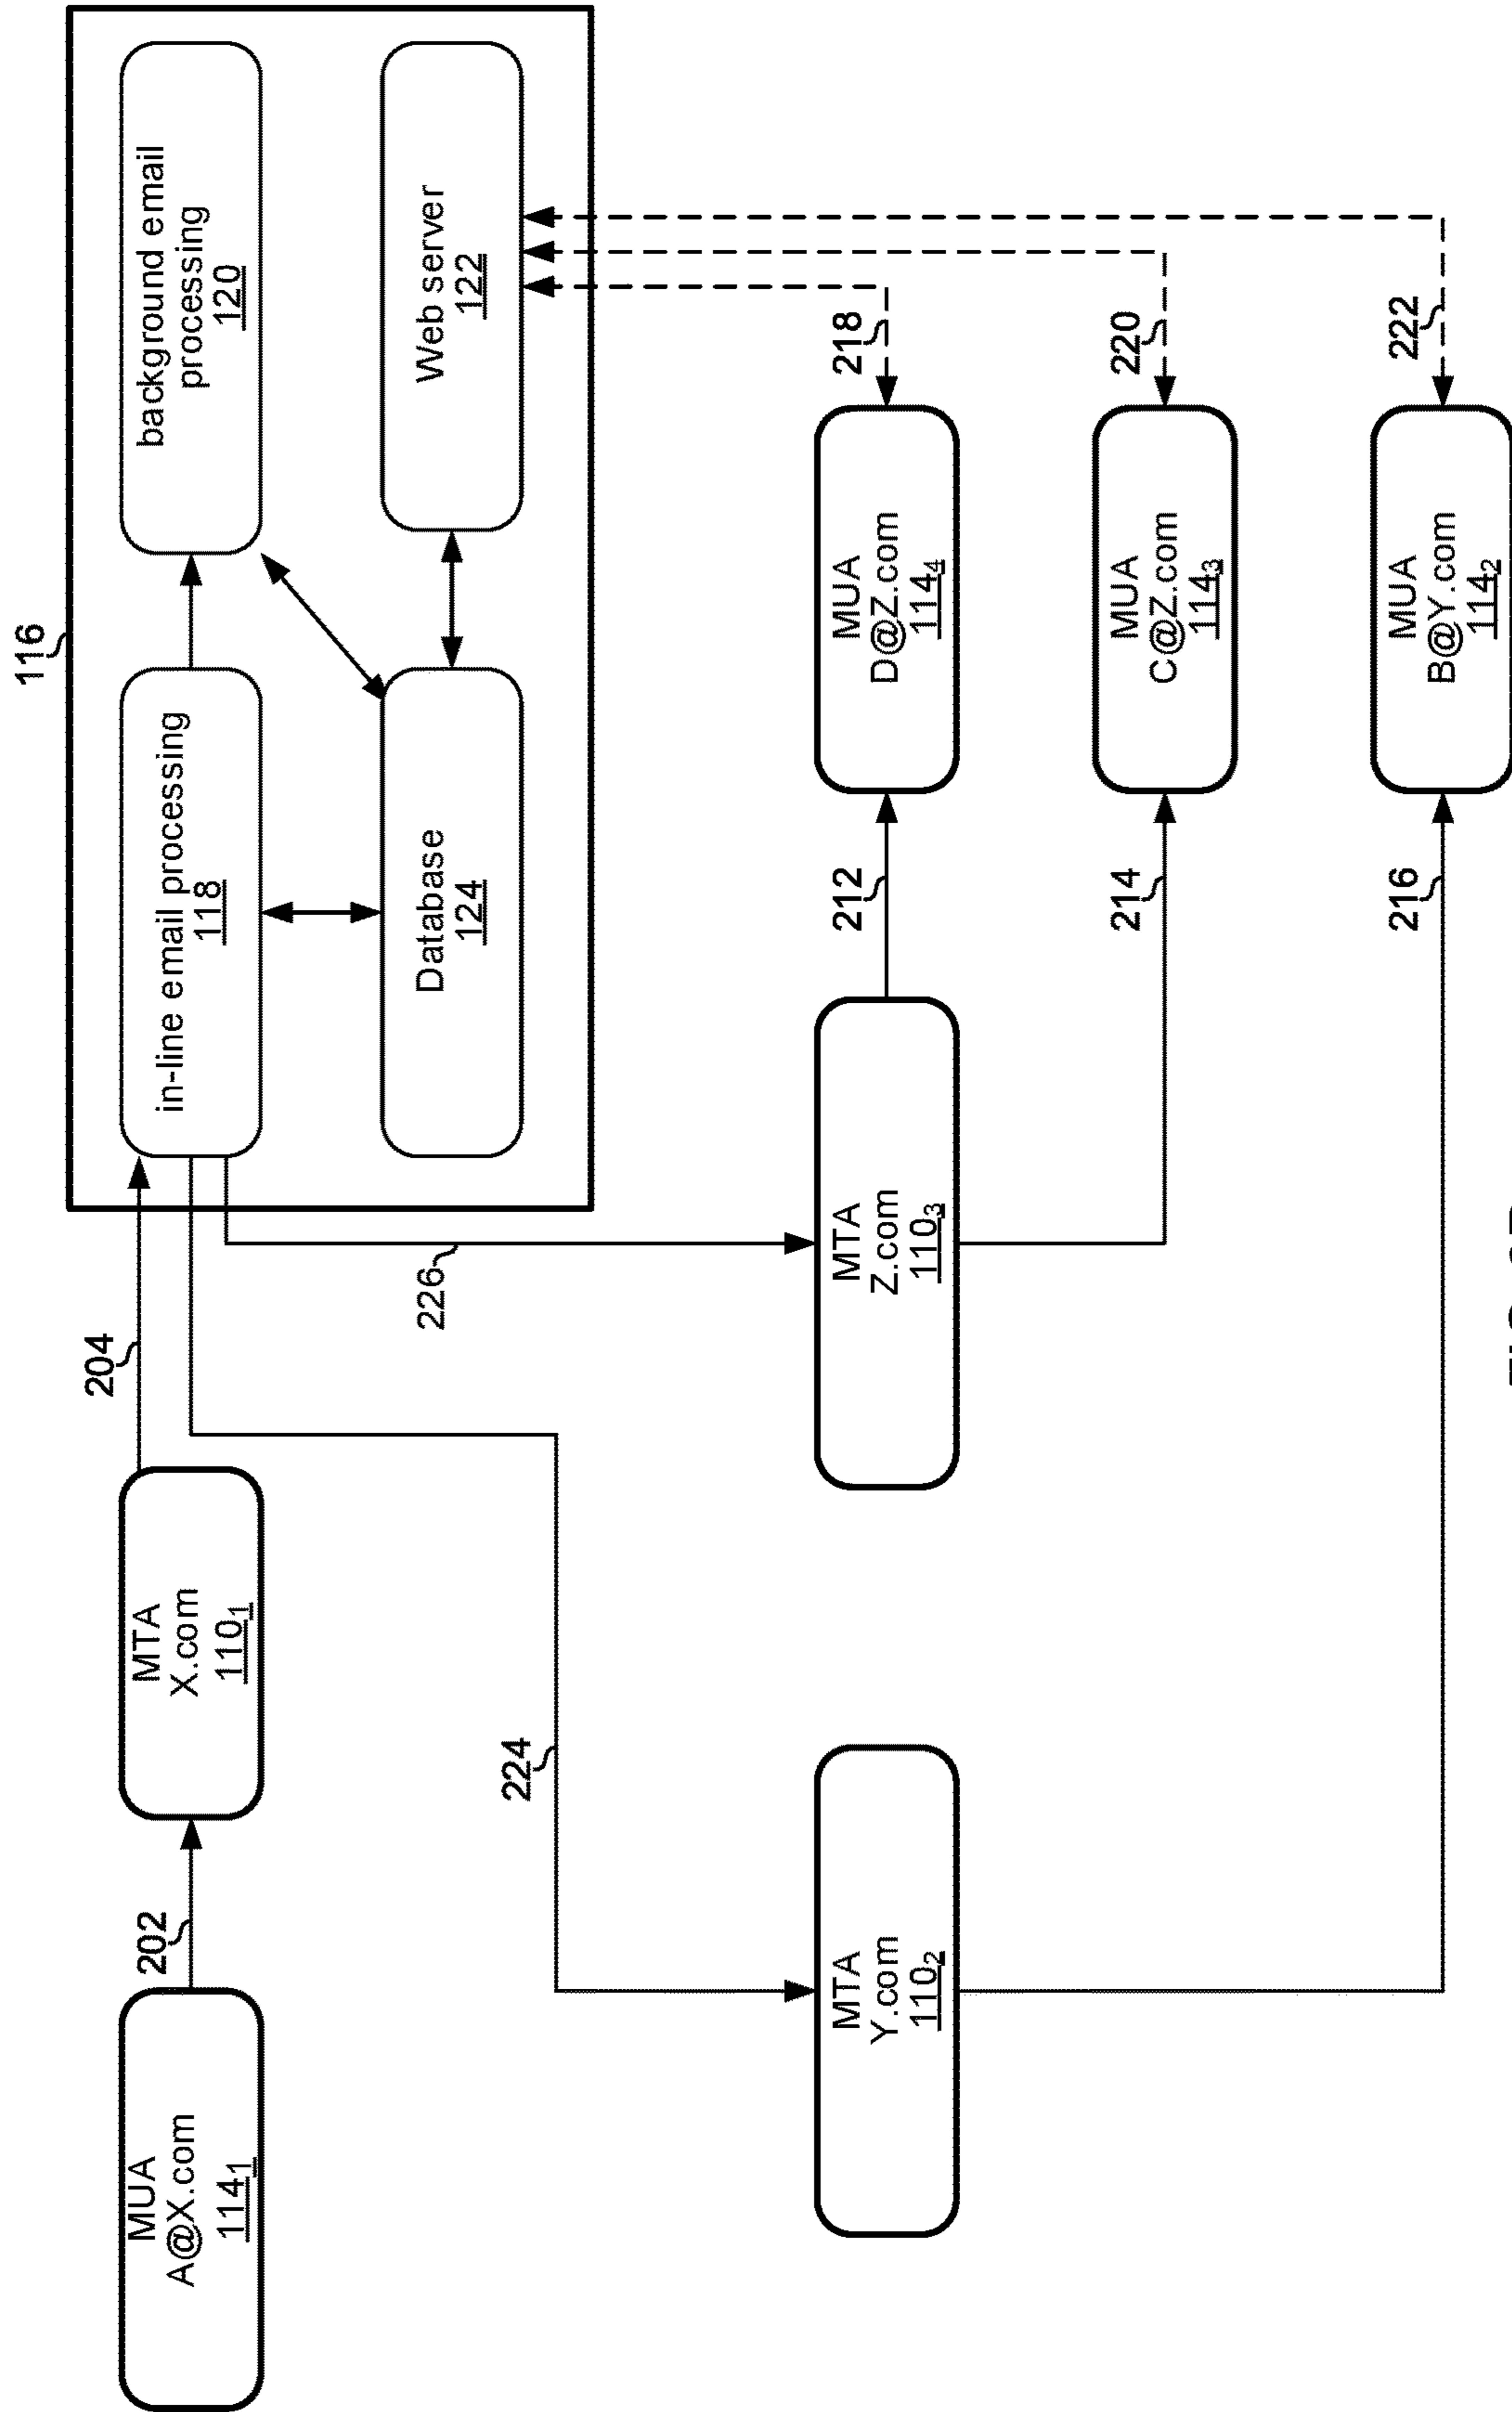 116
204
202
MUA
A@X.com
114₁
MTA
X.com
110₁
in-line email processing
118
background email
processing
120
Database
124
Web server
122
226
224
MTA
Y.com
110₂
MTA
Z.com
110₃
212
MUA
D@Z.com
114₄
218
214
MUA
C@Z.com
114₃
220
216
MUA
B@Y.com
114₂
222